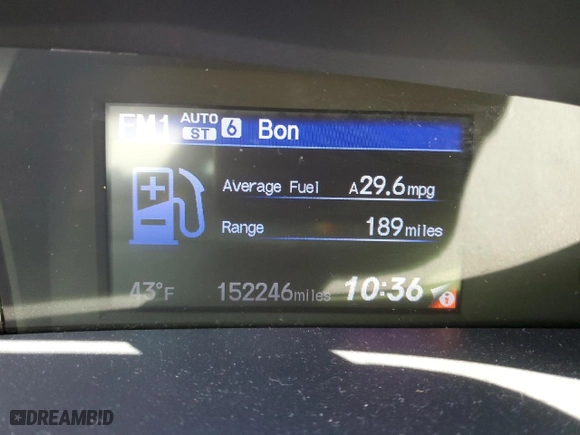 FM1 AUTO ST 6 Bon
Average Fuel A29.6mpg
Range 189miles
43°F 152246miles 10:36 i
DREAMBID